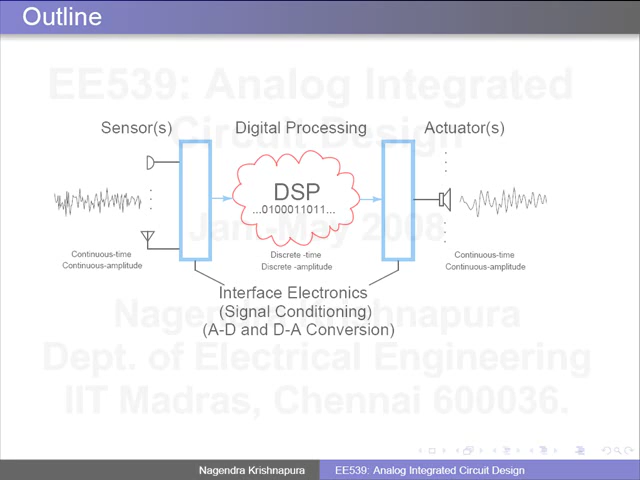 Outline
EE539: Analog Integrated
Circuit Design
Sensor(s) Digital Processing Actuator(s)
DSP
...0100011011...
Jan.-May 2008
Continuous-time Discrete -time Continuous-time
Continuous-amplitude Discrete -amplitude Continuous-amplitude
Interface Electronics
(Signal Conditioning)
(A-D and D-A Conversion)
Nagendra Krishnapura
Dept. of Electrical Engineering
IIT Madras, Chennai 600036.
Nagendra Krishnapura EE539: Analog Integrated Circuit Design